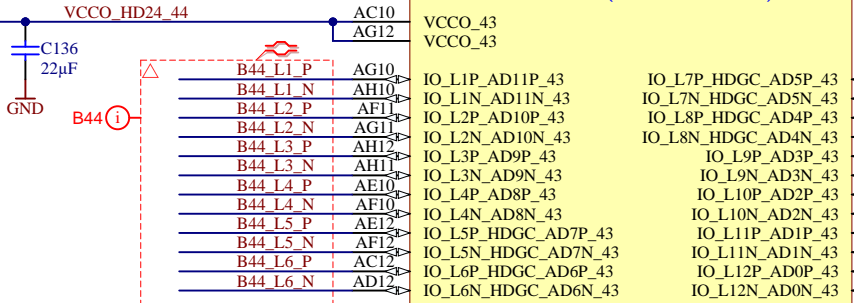 VCCO_HD24_44
AC10
VCCO_43
AG12
VCCO_43
C136
22µF
GND
B44
i
B44_L1_P AG10 IO_L1P_AD11P_43 IO_L7P_HDGC_AD5P_43
B44_L1_N AH10 IO_L1N_AD11N_43 IO_L7N_HDGC_AD5N_43
B44_L2_P AF11 IO_L2P_AD10P_43 IO_L8P_HDGC_AD4P_43
B44_L2_N AG11 IO_L2N_AD10N_43 IO_L8N_HDGC_AD4N_43
B44_L3_P AH12 IO_L3P_AD9P_43 IO_L9P_AD3P_43
B44_L3_N AH11 IO_L3N_AD9N_43 IO_L9N_AD3N_43
B44_L4_P AE10 IO_L4P_AD8P_43 IO_L10P_AD2P_43
B44_L4_N AF10 IO_L4N_AD8N_43 IO_L10N_AD2N_43
B44_L5_P AE12 IO_L5P_HDGC_AD7P_43 IO_L11P_AD1P_43
B44_L5_N AF12 IO_L5N_HDGC_AD7N_43 IO_L11N_AD1N_43
B44_L6_P AC12 IO_L6P_HDGC_AD6P_43 IO_L12P_AD0P_43
B44_L6_N AD12 IO_L6N_HDGC_AD6N_43 IO_L12N_AD0N_43